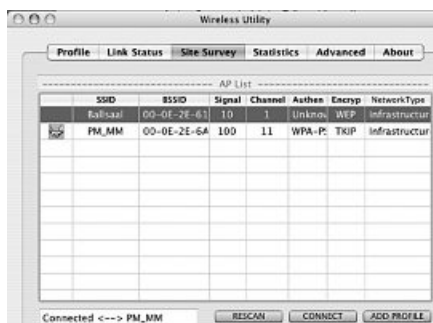 Wireless Utility
Profile Link Status Site Survey Statistics Advanced About
AP List
SSID BSSID Signal Channel Authen Encryp NetworkType
Ballsaal 00-0E-2E-61 10 1 Unknov WEP Infrastructur
PM_MM 00-0E-2E-6A 100 11 WPA-P: TKIP Infrastructur
Connected <--> PM_MM RESCAN CONNECT ADD PROFILE